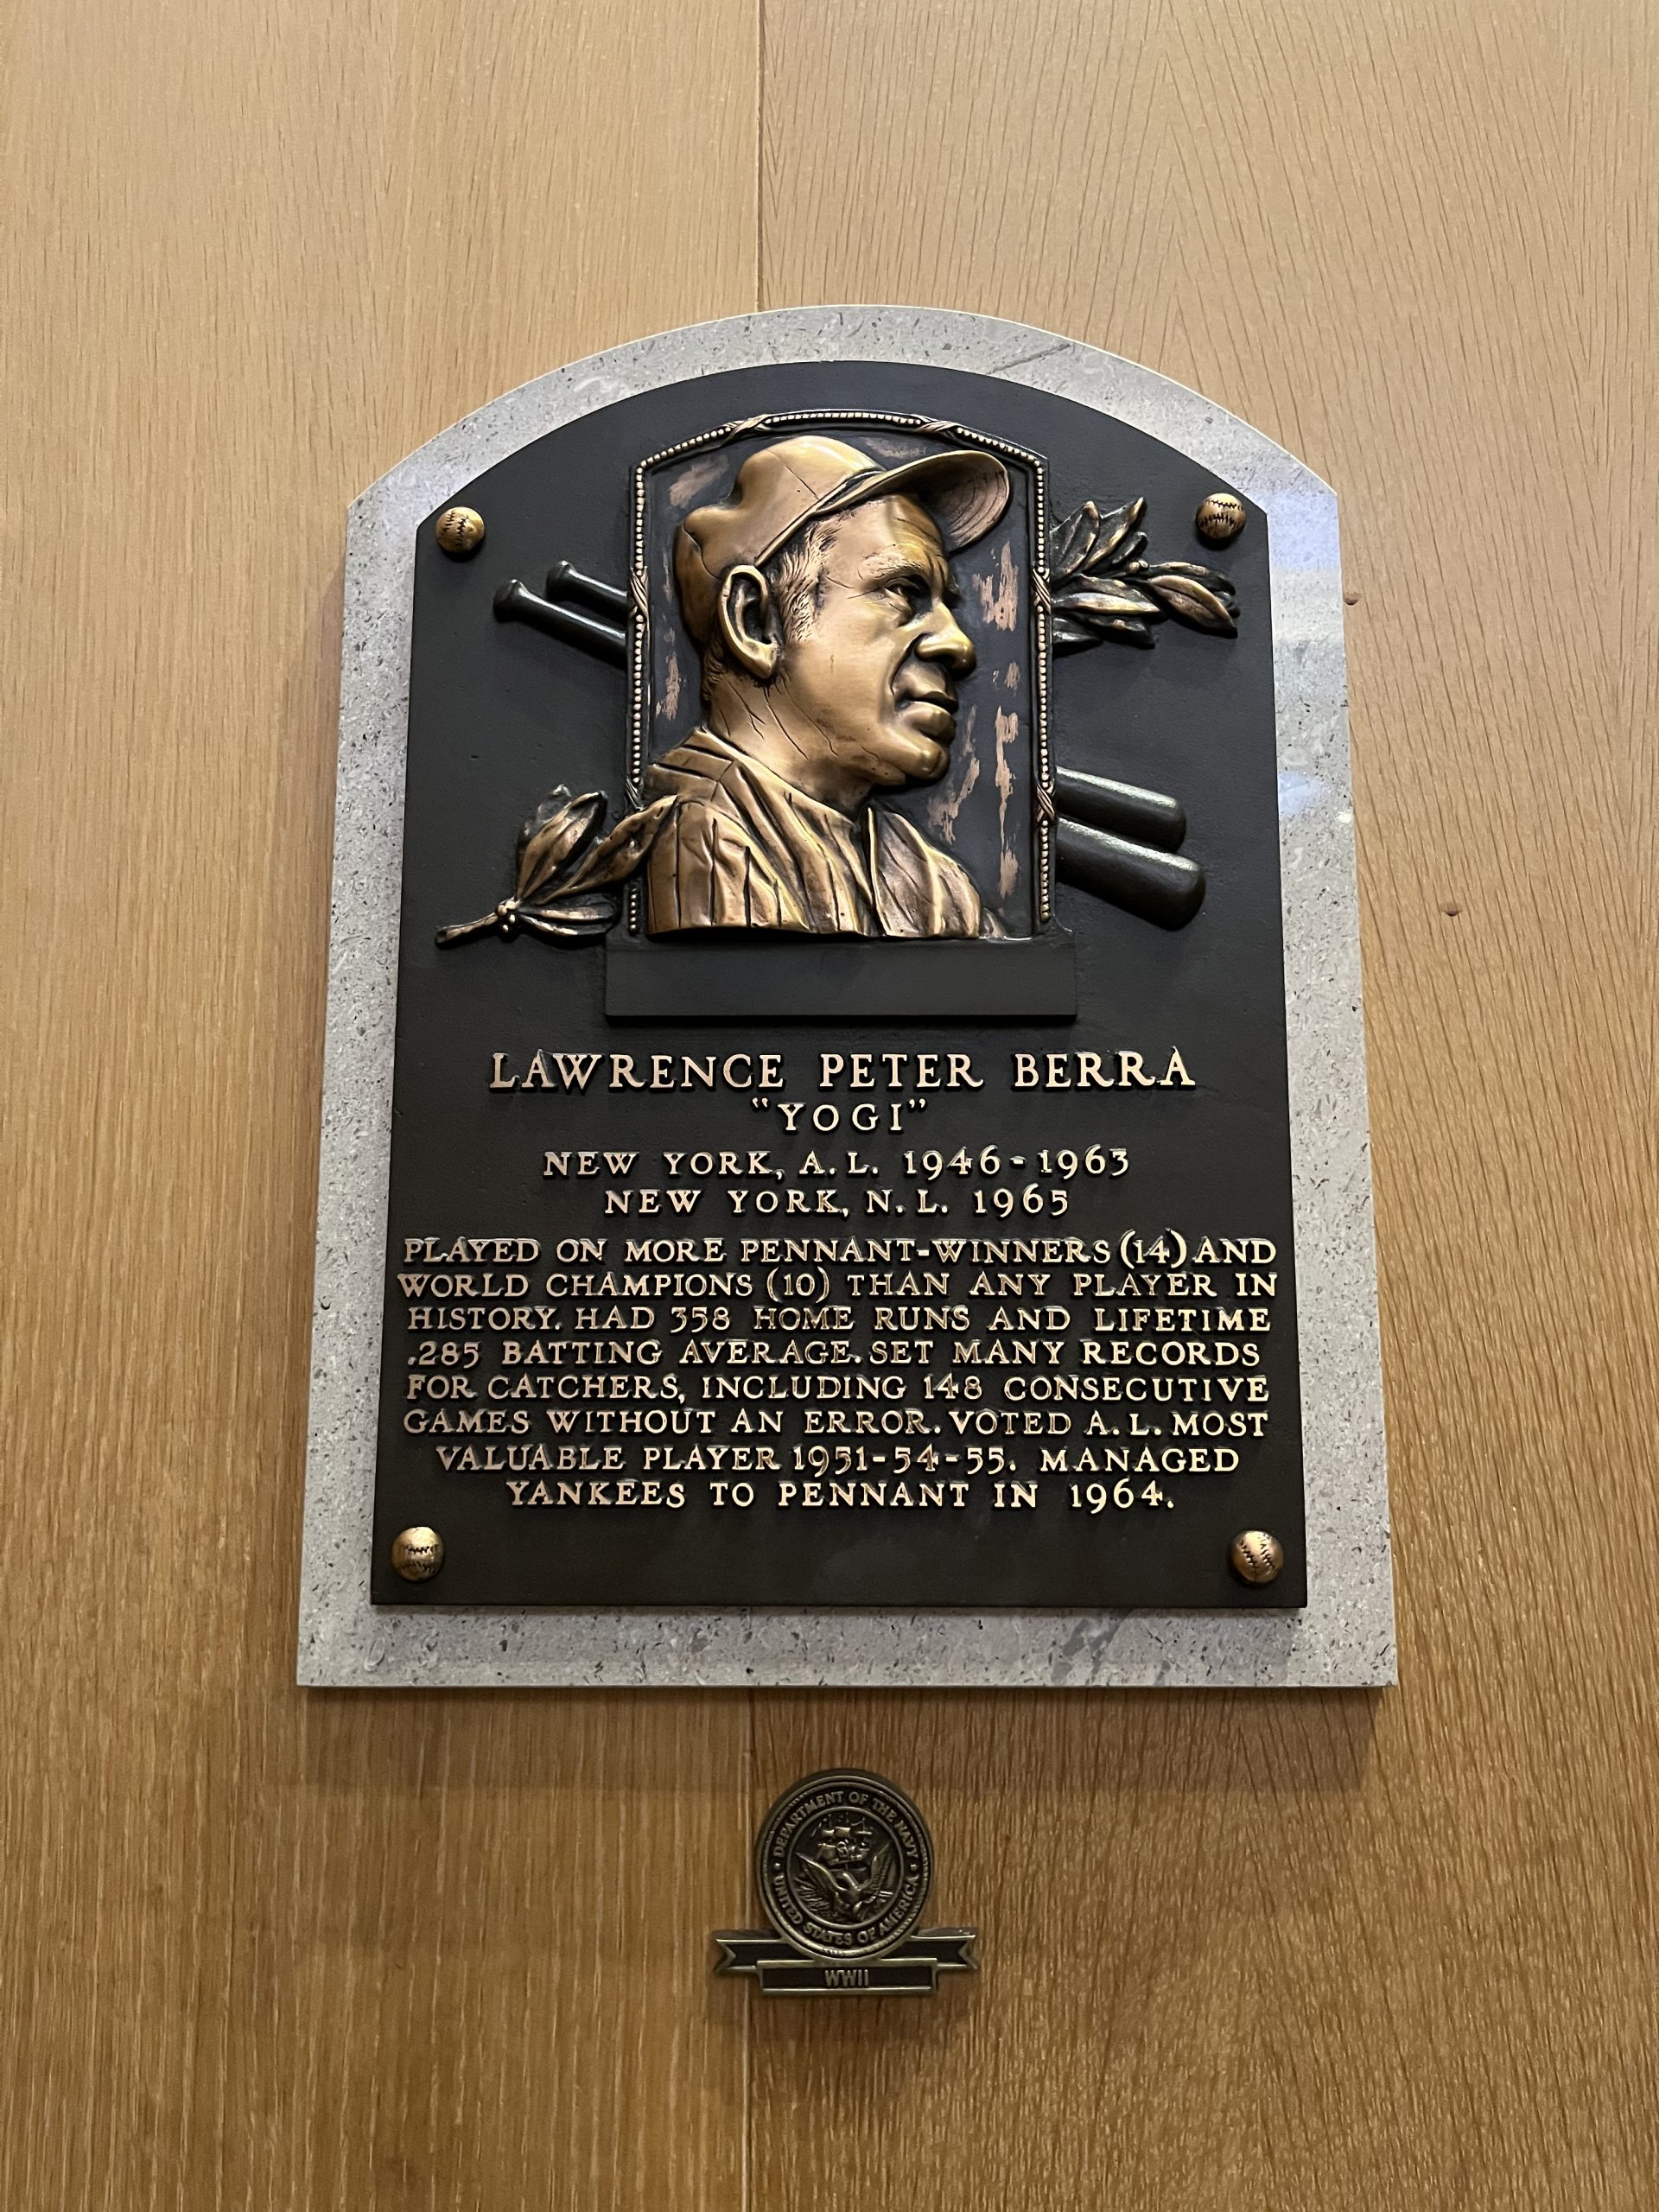 LAWRENCE PETER BERRA
"YOGI"
NEW YORK, A.L. 1946-1963
NEW YORK, N.L. 1965
PLAYED ON MORE PENNANT-WINNERS (14) AND
WORLD CHAMPIONS (10) THAN ANY PLAYER IN
HISTORY. HAD 358 HOME RUNS AND LIFETIME
.285 BATTING AVERAGE. SET MANY RECORDS
FOR CATCHERS, INCLUDING 148 CONSECUTIVE
GAMES WITHOUT AN ERROR. VOTED A.L. MOST
VALUABLE PLAYER 1951-54-55. MANAGED
YANKEES TO PENNANT IN 1964.
DEPARTMENT OF THE NAVY
UNITED STATES OF AMERICA
WWII